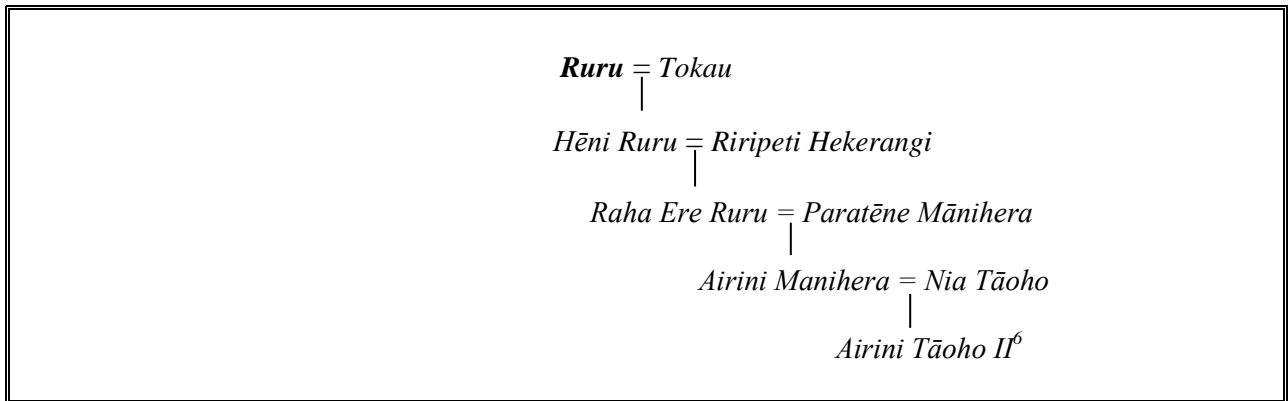 Ruru = Tokau
Hēni Ruru = Riripeti Hekerangi
Raha Ere Ruru = Paratēne Mānihera
Airini Manihera = Nia Tāoho
Airini Tāoho II⁶